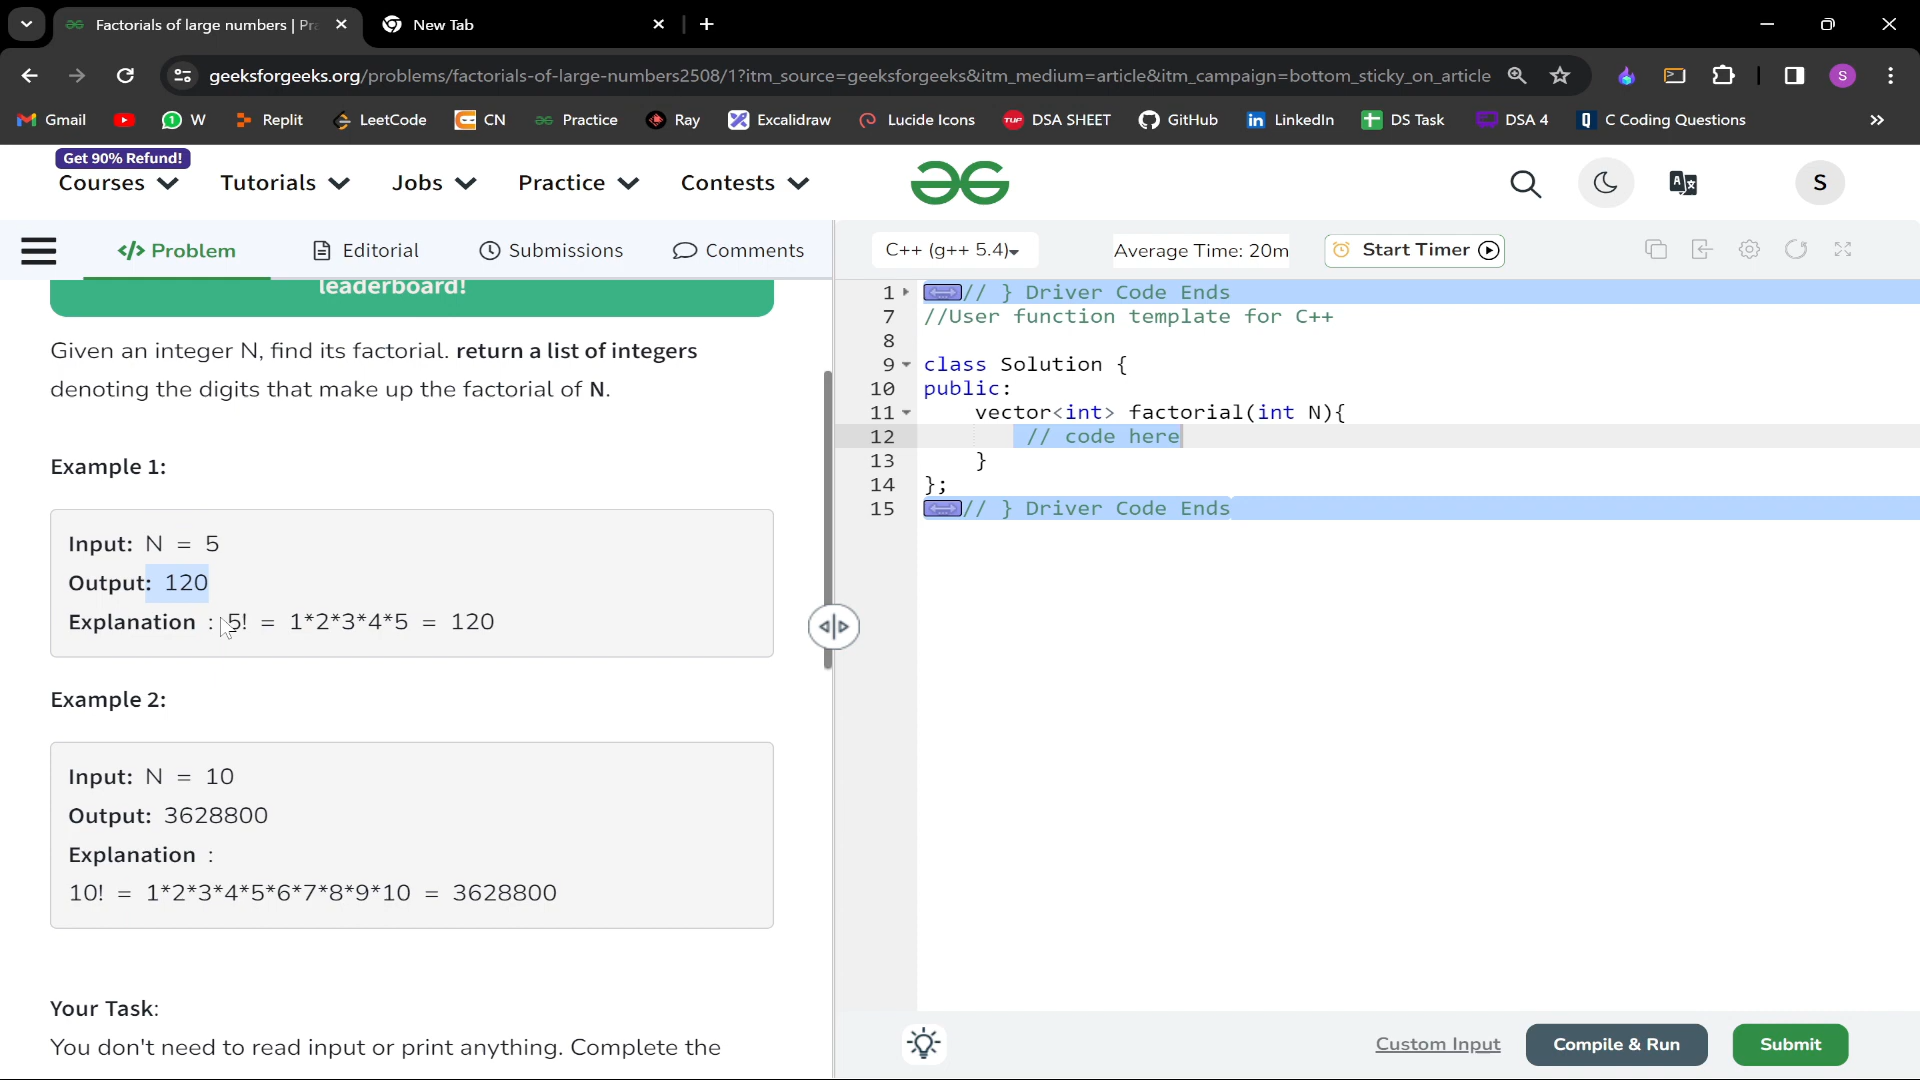 Factorials of large numbers | Pra
New Tab
geeksforgeeks.org/problems/factorials-of-large-numbers2508/1?itm_source=geeksforgeeks&itm_medium=article&itm_campaign=bottom_sticky_on_article
S
Gmail
1 W
Replit
LeetCode
CN
Practice
Ray
Excalidraw
Lucide Icons
TUF DSA SHEET
GitHub
in LinkedIn
DS Task
DSA 4
C Coding Questions
»
Get 90% Refund!
Courses
Tutorials
Jobs
Practice
Contests
S
</> Problem
Editorial
Submissions
Comments
C++ (g++ 5.4)
Average Time: 20m
Start Timer
leaderboard!
Given an integer N, find its factorial. return a list of integers
denoting the digits that make up the factorial of N.
Example 1:
Input: N = 5
Output: 120
Explanation : 5! = 1*2*3*4*5 = 120
Example 2:
Input: N = 10
Output: 3628800
Explanation :
10! = 1*2*3*4*5*6*7*8*9*10 = 3628800
Your Task:
You don't need to read input or print anything. Complete the
1 // } Driver Code Ends
7 //User function template for C++
8
9 class Solution {
10 public:
11 vector<int> factorial(int N){
12 // code here
13 }
14 };
15 // } Driver Code Ends
Custom Input
Compile & Run
Submit